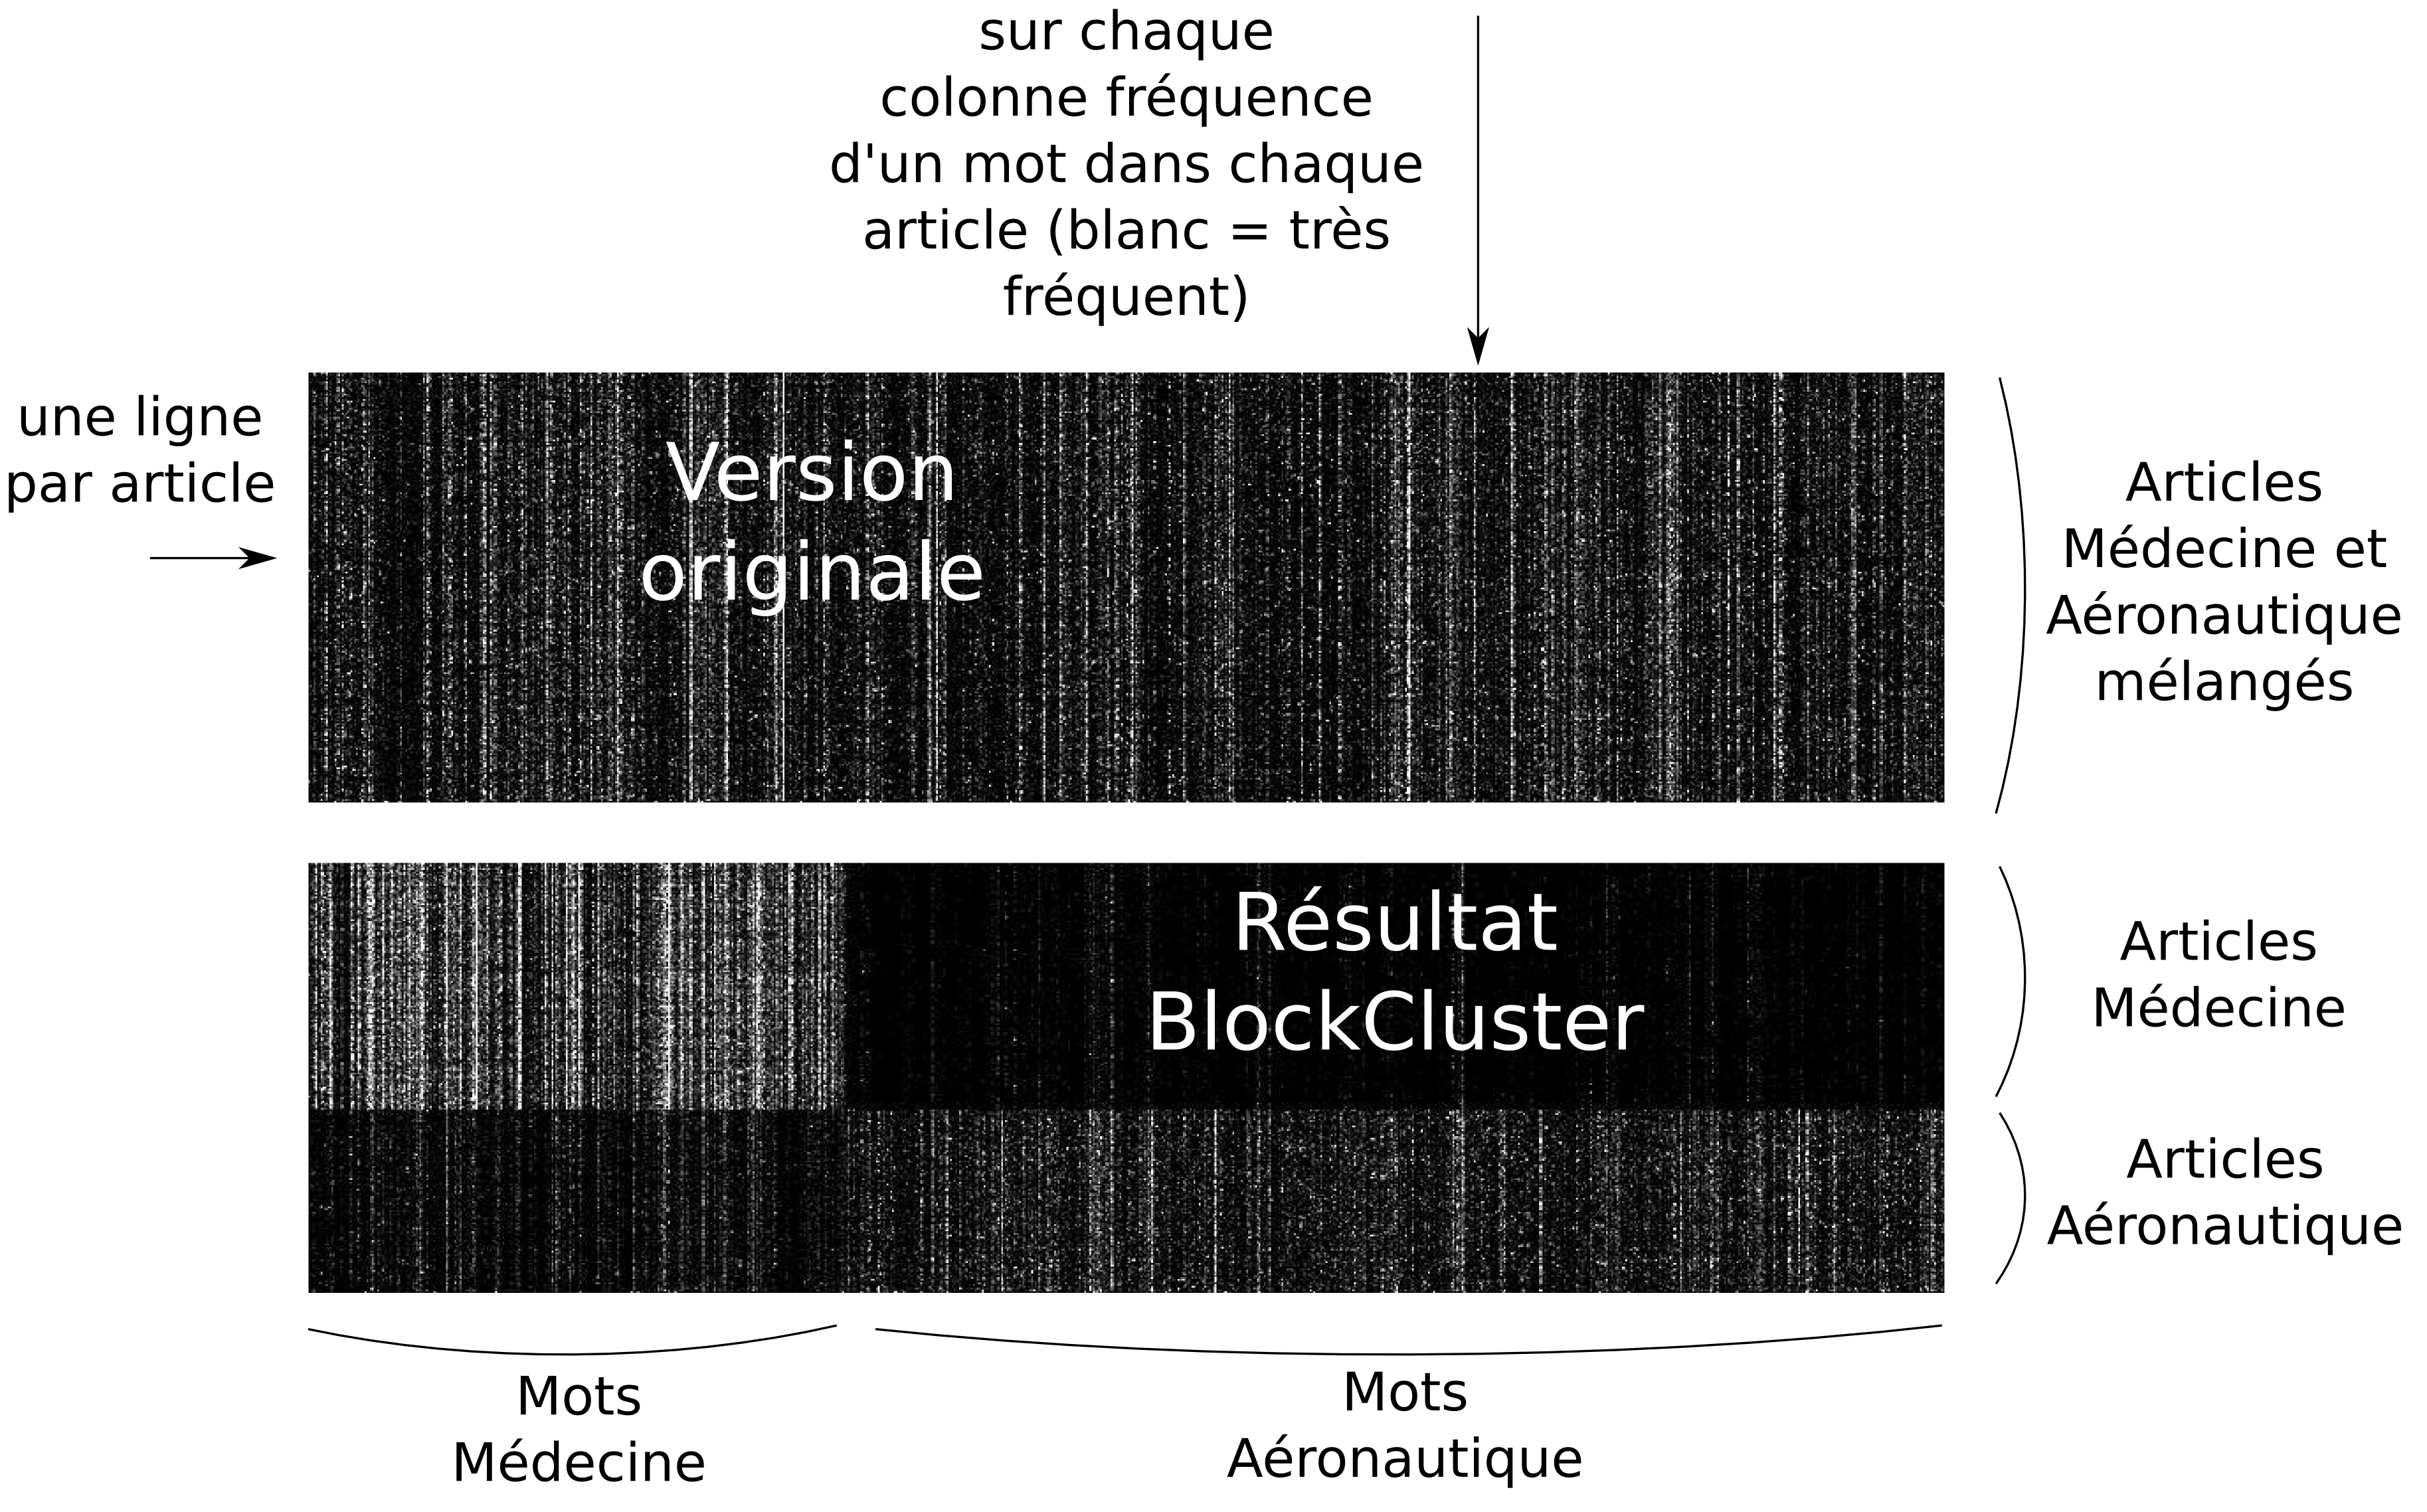 sur chaque
colonne fréquence
d'un mot dans chaque
article (blanc = très
fréquent)
une ligne
par article
Version
originale
Articles
Médecine et
Aéronautique
mélangés
Résultat
BlockCluster
Articles
Médecine
Articles
Aéronautique
Mots
Médecine
Mots
Aéronautique